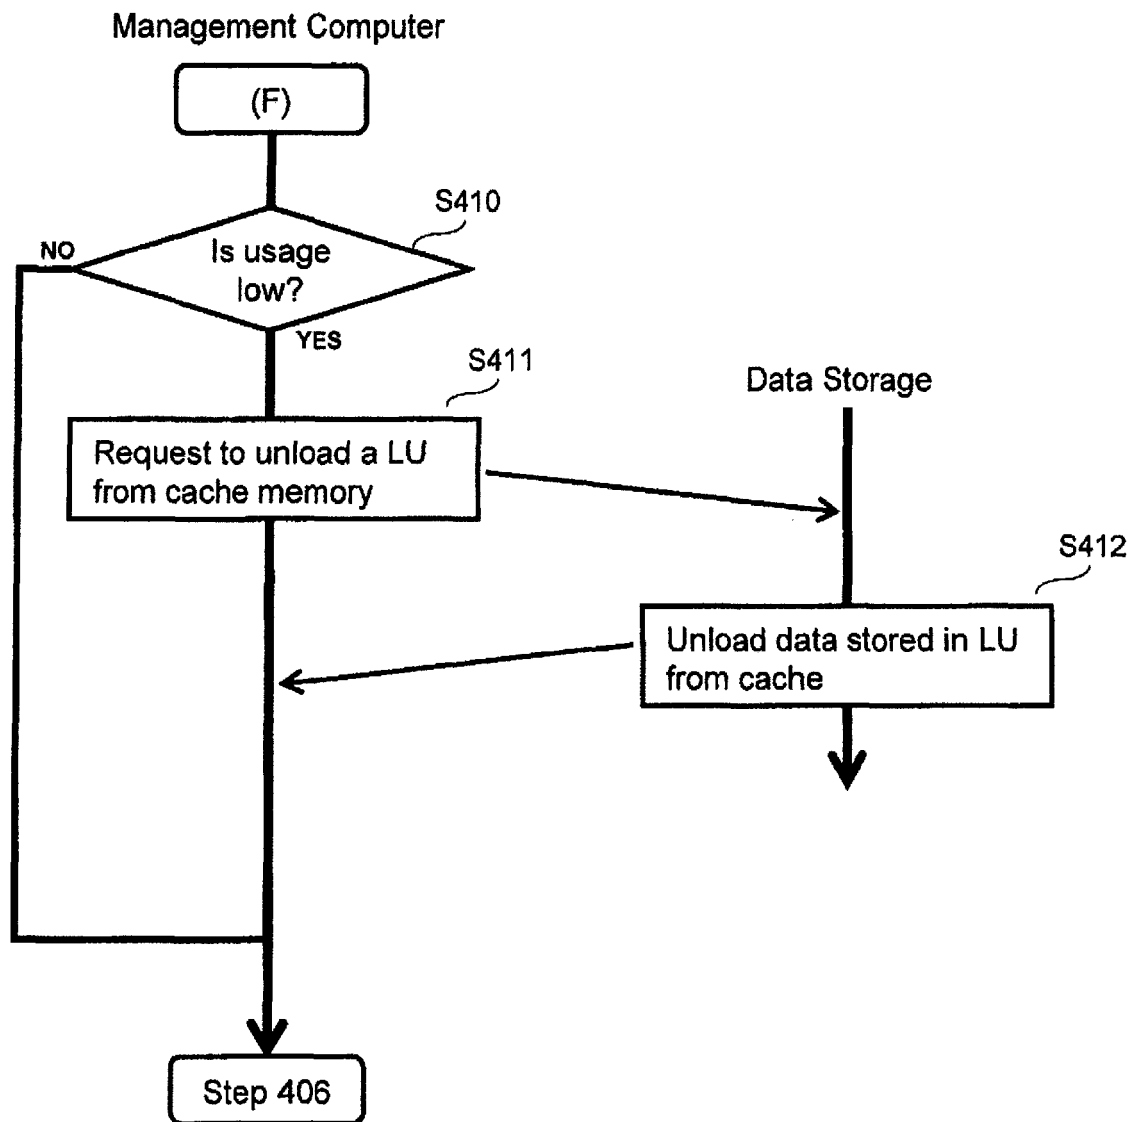 Management Computer
(F)
S410
NO
Is usage
low?
YES
S411
Data Storage
Request to unload a LU
from cache memory
S412
Unload data stored in LU
from cache
Step 406